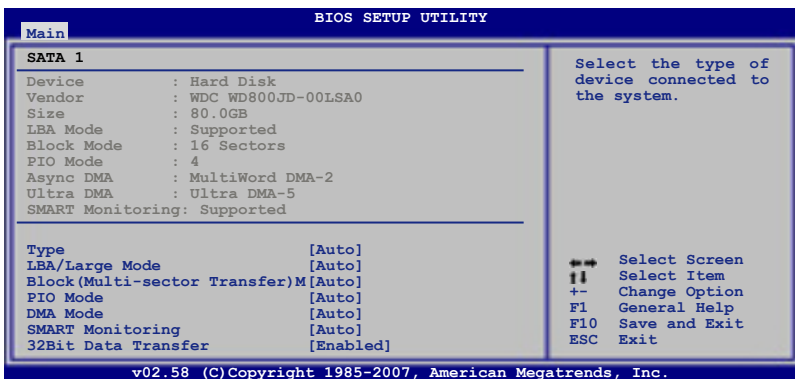 BIOS SETUP UTILITY
Main
SATA 1
Device : Hard Disk
Vendor : WDC WD800JD-00LSA0
Size : 80.0GB
LBA Mode : Supported
Block Mode : 16 Sectors
PIO Mode : 4
Async DMA : MultiWord DMA-2
Ultra DMA : Ultra DMA-5
SMART Monitoring: Supported
Type [Auto]
LBA/Large Mode [Auto]
Block(Multi-sector Transfer)M[Auto]
PIO Mode [Auto]
DMA Mode [Auto]
SMART Monitoring [Auto]
32Bit Data Transfer [Enabled]
Select the type of
device connected to
the system.
Select Screen
Select Item
+- Change Option
F1 General Help
F10 Save and Exit
ESC Exit
v02.58 (C)Copyright 1985-2007, American Megatrends, Inc.